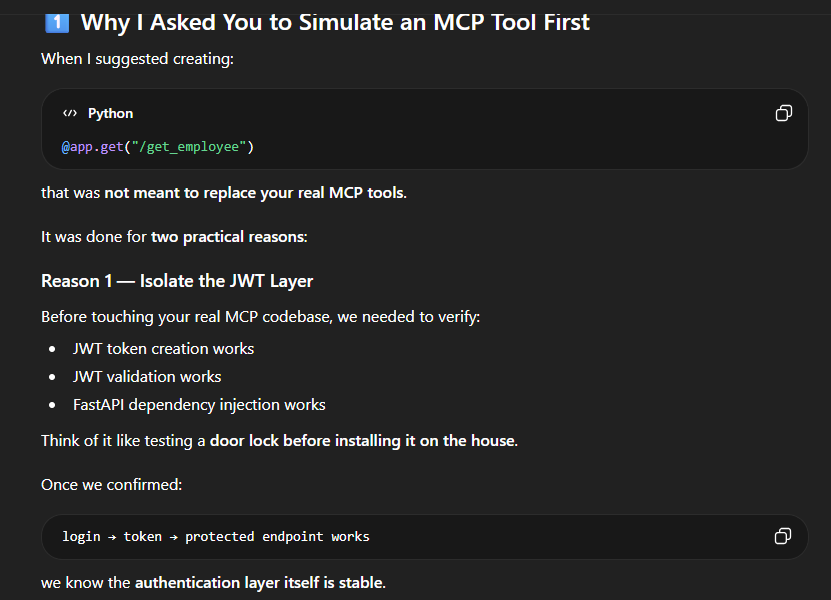 1 Why I Asked You to Simulate an MCP Tool First
When I suggested creating:
</> Python
@app.get("/get_employee")
that was not meant to replace your real MCP tools.
It was done for two practical reasons:
Reason 1 — Isolate the JWT Layer
Before touching your real MCP codebase, we needed to verify:
• JWT token creation works
• JWT validation works
• FastAPI dependency injection works
Think of it like testing a door lock before installing it on the house.
Once we confirmed:
login → token → protected endpoint works
we know the authentication layer itself is stable.